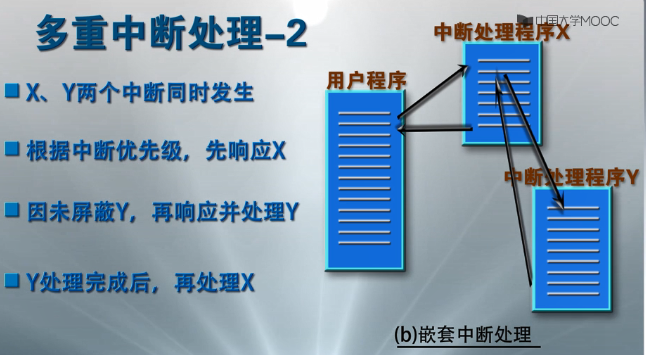 多重中断处理–2
中国大学MOOC
中断处理程序X
用户程序
X、Y两个中断同时发生
根据中断优先级，先响应X
中断处理程序Y
因未屏蔽Y，再响应并处理Y
Y处理完成后，再处理X
(b)嵌套中断处理